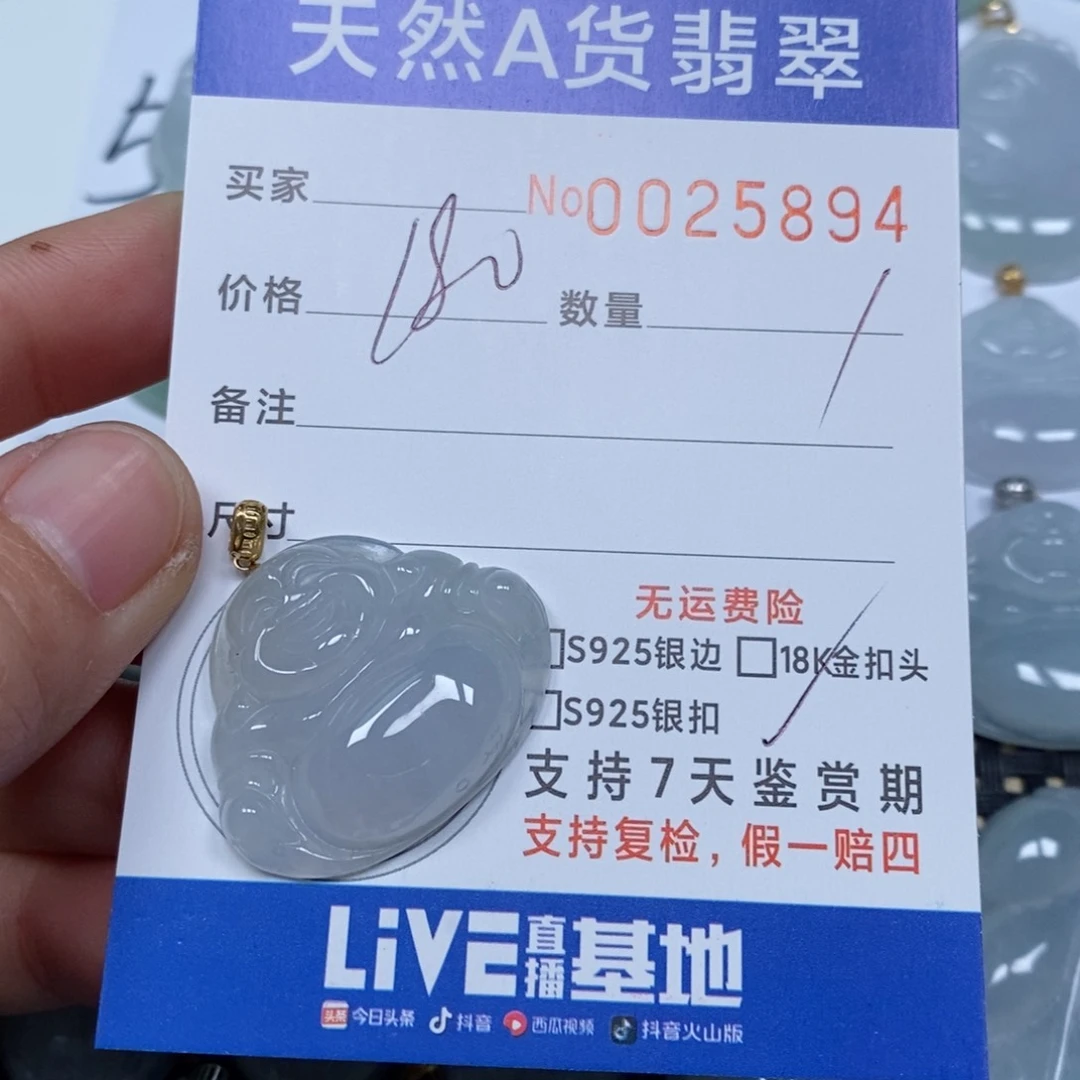 天然A货翡翠
买家 No0025894
价格 180 数量 1
备注
尺寸
无运费险
S925银边 18K金扣头
S925银扣
支持7天鉴赏期
支持复检，假一赔四
LiVE直播基地
头条 今日头条 抖音 西瓜视频 抖音火山版